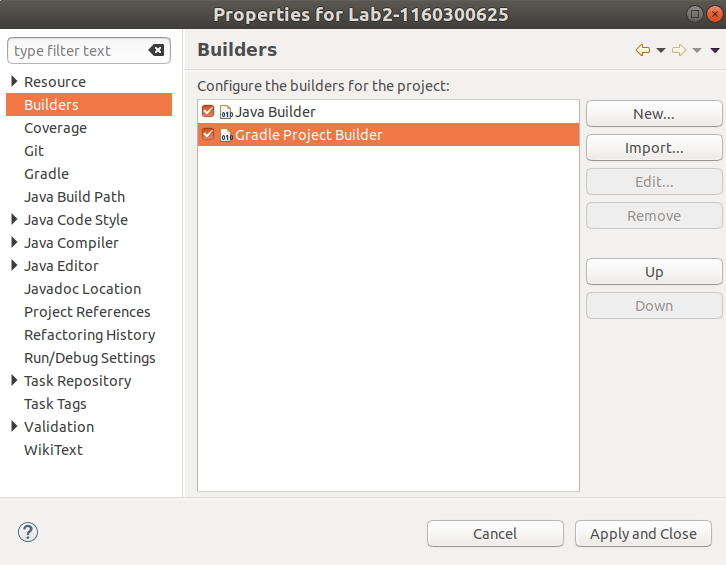 Properties for Lab2-1160300625
type filter text
Resource
Builders
Coverage
Git
Gradle
Java Build Path
Java Code Style
Java Compiler
Java Editor
Javadoc Location
Project References
Refactoring History
Run/Debug Settings
Task Repository
Task Tags
Validation
WikiText
Builders
Configure the builders for the project:
Java Builder
Gradle Project Builder
New...
Import...
Edit...
Remove
Up
Down
Cancel
Apply and Close